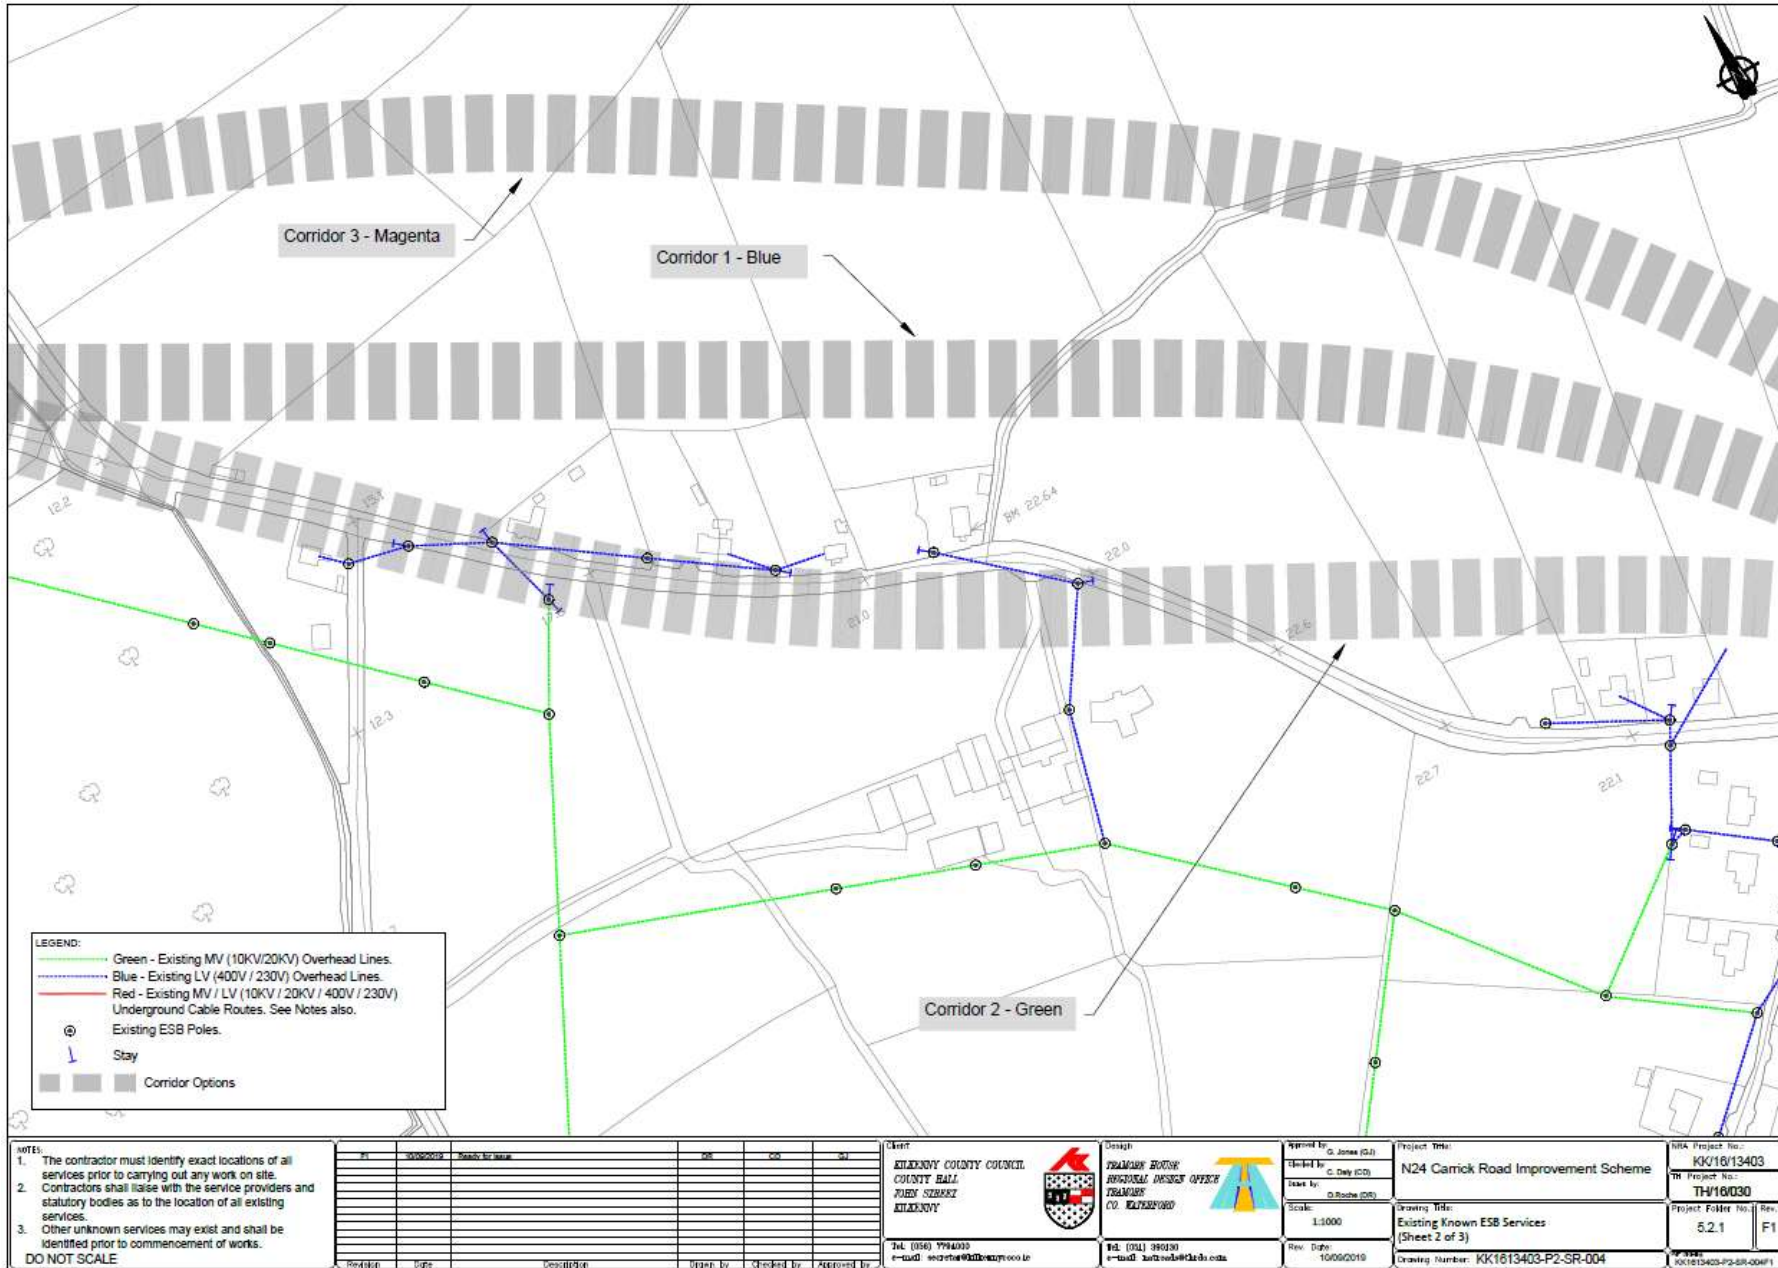 Corridor 3 - Magenta
Corridor 1 - Blue
12.2
15.1
BM 22.64
22.0
21.0
22.6
12.3
22.7
22.1
Corridor 2 - Green
LEGEND:
Green - Existing MV (10KV/20KV) Overhead Lines.
Blue - Existing LV (400V / 230V) Overhead Lines.
Red - Existing MV / LV (10KV / 20KV / 400V / 230V)
Underground Cable Routes. See Notes also.
Existing ESB Poles.
Stay
Corridor Options
NOTES:
1. The contractor must identify exact locations of all
services prior to carrying out any work on site.
2. Contractors shall liaise with the service providers and
statutory bodies as to the location of all existing
services.
3. Other unknown services may exist and shall be
identified prior to commencement of works.
DO NOT SCALE
10/09/2019 Ready for Issue DR CD GJ
Revision Date Description Drawn by Checked by Approved by
Client
KILKENNY COUNTY COUNCIL
COUNTY HALL
JOHN STREET
KILKENNY
Tel: (056) 7794000
Design
TRAMORE HOUSE
REGIONAL DESIGN OFFICE
TRAMORE
CO. WATERFORD
Tel: (051) 390130
Approved by: G. Jones (GJ)
Checked by: C. Daly (CD)
Drawn by: D.Roche (DR)
Scale: 1:1000
Rev. Date: 10/09/2019
Project Title:
N24 Carrick Road Improvement Scheme
Drawing Title:
Existing Known ESB Services
(Sheet 2 of 3)
Drawing Number: KK1613403-P2-SR-004
NRA Project No.:
KK/16/13403
TH Project No.:
TH/16/030
Project Folder No.: Rev.
5.2.1 F1